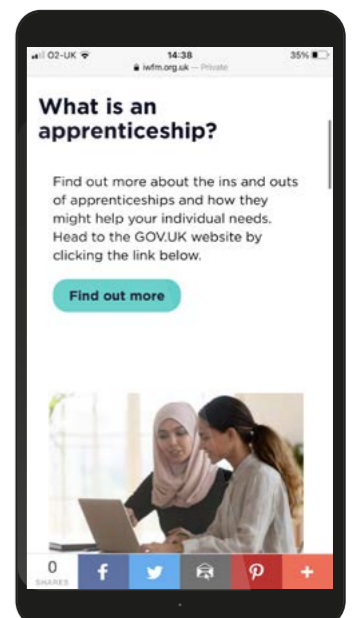 O2-UK 14:38 35%
iwfm.org.uk — Private
What is an
apprenticeship?
Find out more about the ins and outs
of apprenticeships and how they
might help your individual needs.
Head to the GOV.UK website by
clicking the link below.
Find out more
0
SHARES